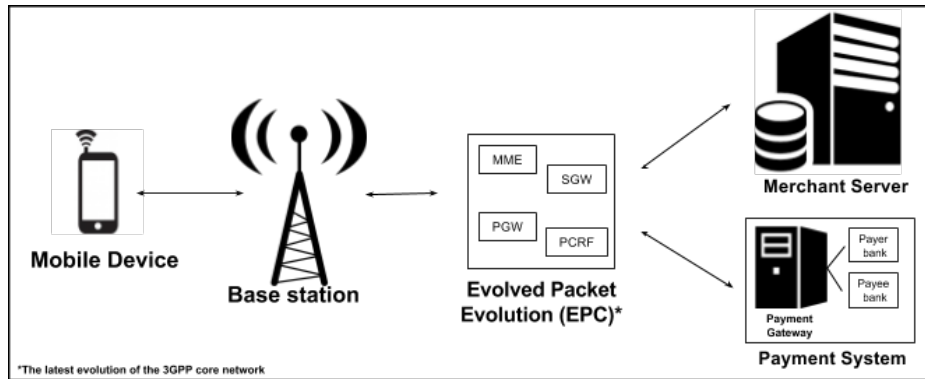 Mobile Device
Base station
MME
SGW
PGW
PCRF
Evolved Packet
Evolution (EPC)*
Merchant Server
Payer
bank
Payee
bank
Payment
Gateway
Payment System
*The latest evolution of the 3GPP core network